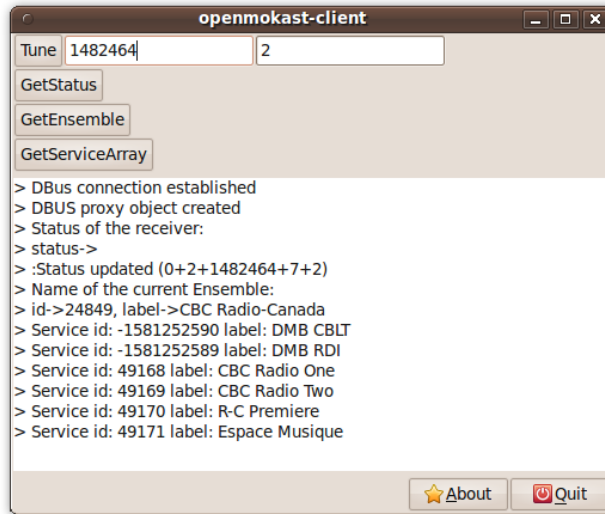 openmokast-client
Tune 1482464 2
GetStatus
GetEnsemble
GetServiceArray
> DBus connection established
> DBUS proxy object created
> Status of the receiver:
> status->
> :Status updated (0+2+1482464+7+2)
> Name of the current Ensemble:
> id->24849, label->CBC Radio-Canada
> Service id: -1581252590 label: DMB CBLT
> Service id: -1581252589 label: DMB RDI
> Service id: 49168 label: CBC Radio One
> Service id: 49169 label: CBC Radio Two
> Service id: 49170 label: R-C Premiere
> Service id: 49171 label: Espace Musique
About Quit